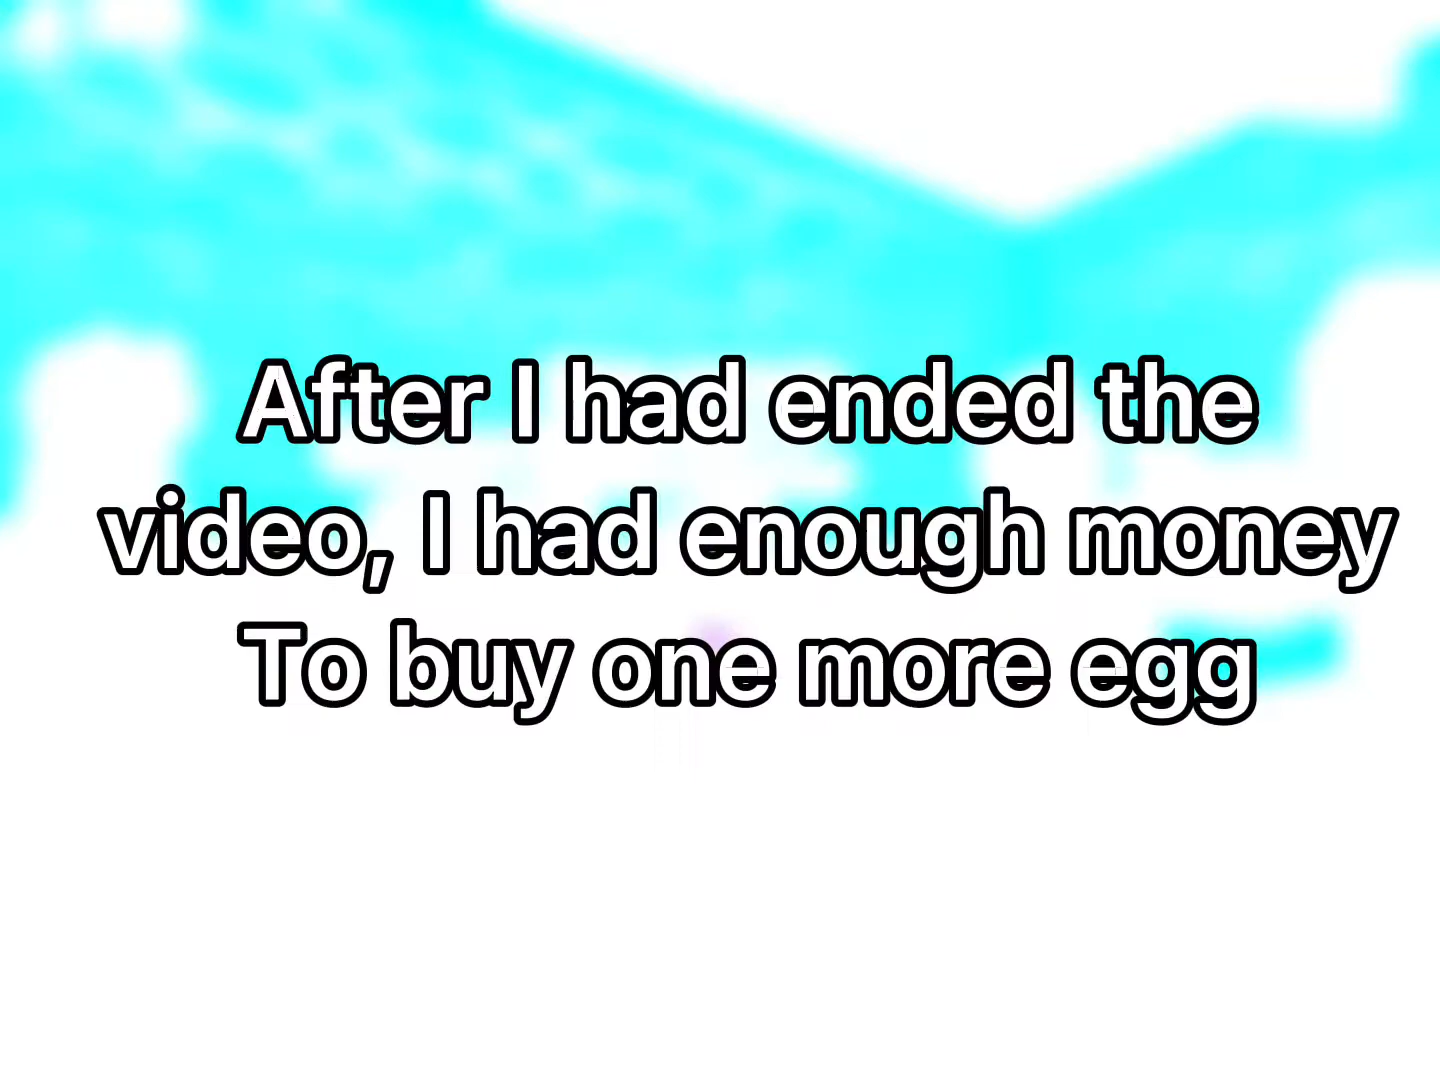 After I had ended the
video, I had enough money
To buy one more egg